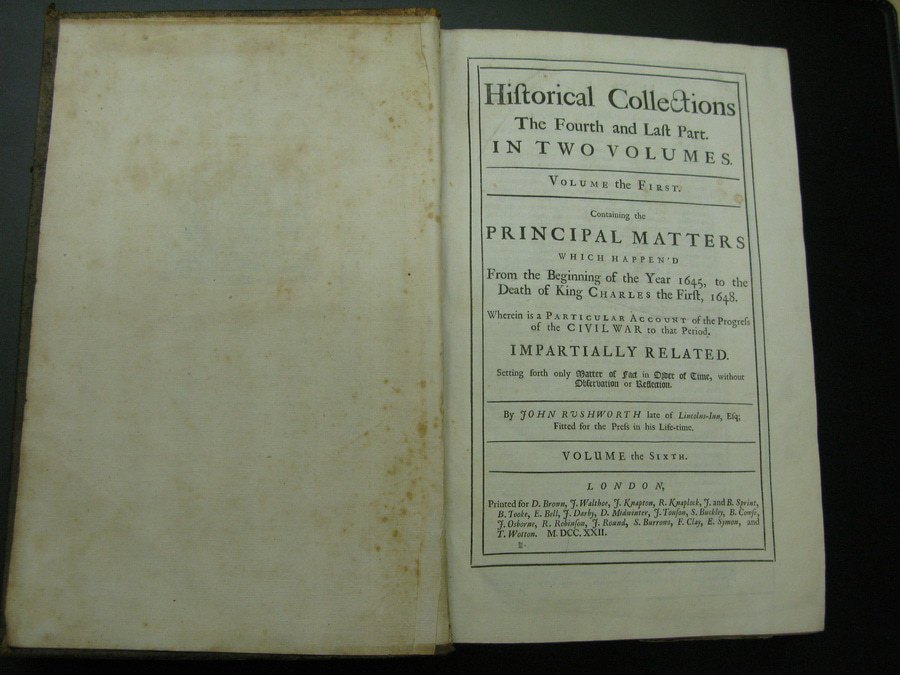 Hiſtorical Collections
The Fourth and Laſt Part.
IN TWO VOLUMES.
VOLUME the FIRST.
Containing the
PRINCIPAL MATTERS
WHICH HAPPEN'D
From the Beginning of the Year 1645, to the
Death of King CHARLES the Firſt, 1648.
Wherein is a PARTICULAR ACCOUNT of the Progreſs
of the CIVIL WAR to that Period,
IMPARTIALLY RELATED.
Setting forth only Matter of Fact in Order of Time, without
Obſervation or Reflection.
By JOHN RUSHWORTH late of Lincolns-Inn, Eſq;
Fitted for the Preſs in his Life-time.
VOLUME the SIXTH.
LONDON,
Printed for D. Brown, J. Walthoe, J. Knapton, R. Knaplock, J. and B. Sprint,
B. Tooke, E. Bell, J. Darby, D. Midwinter, J. Tonſon, S. Buckley, B. Couſe,
J. Osborne, R. Robinſon, J. Round, S. Burrows, F. Clay, E. Symon, and
T. Wotton. M.DCC.XXII.